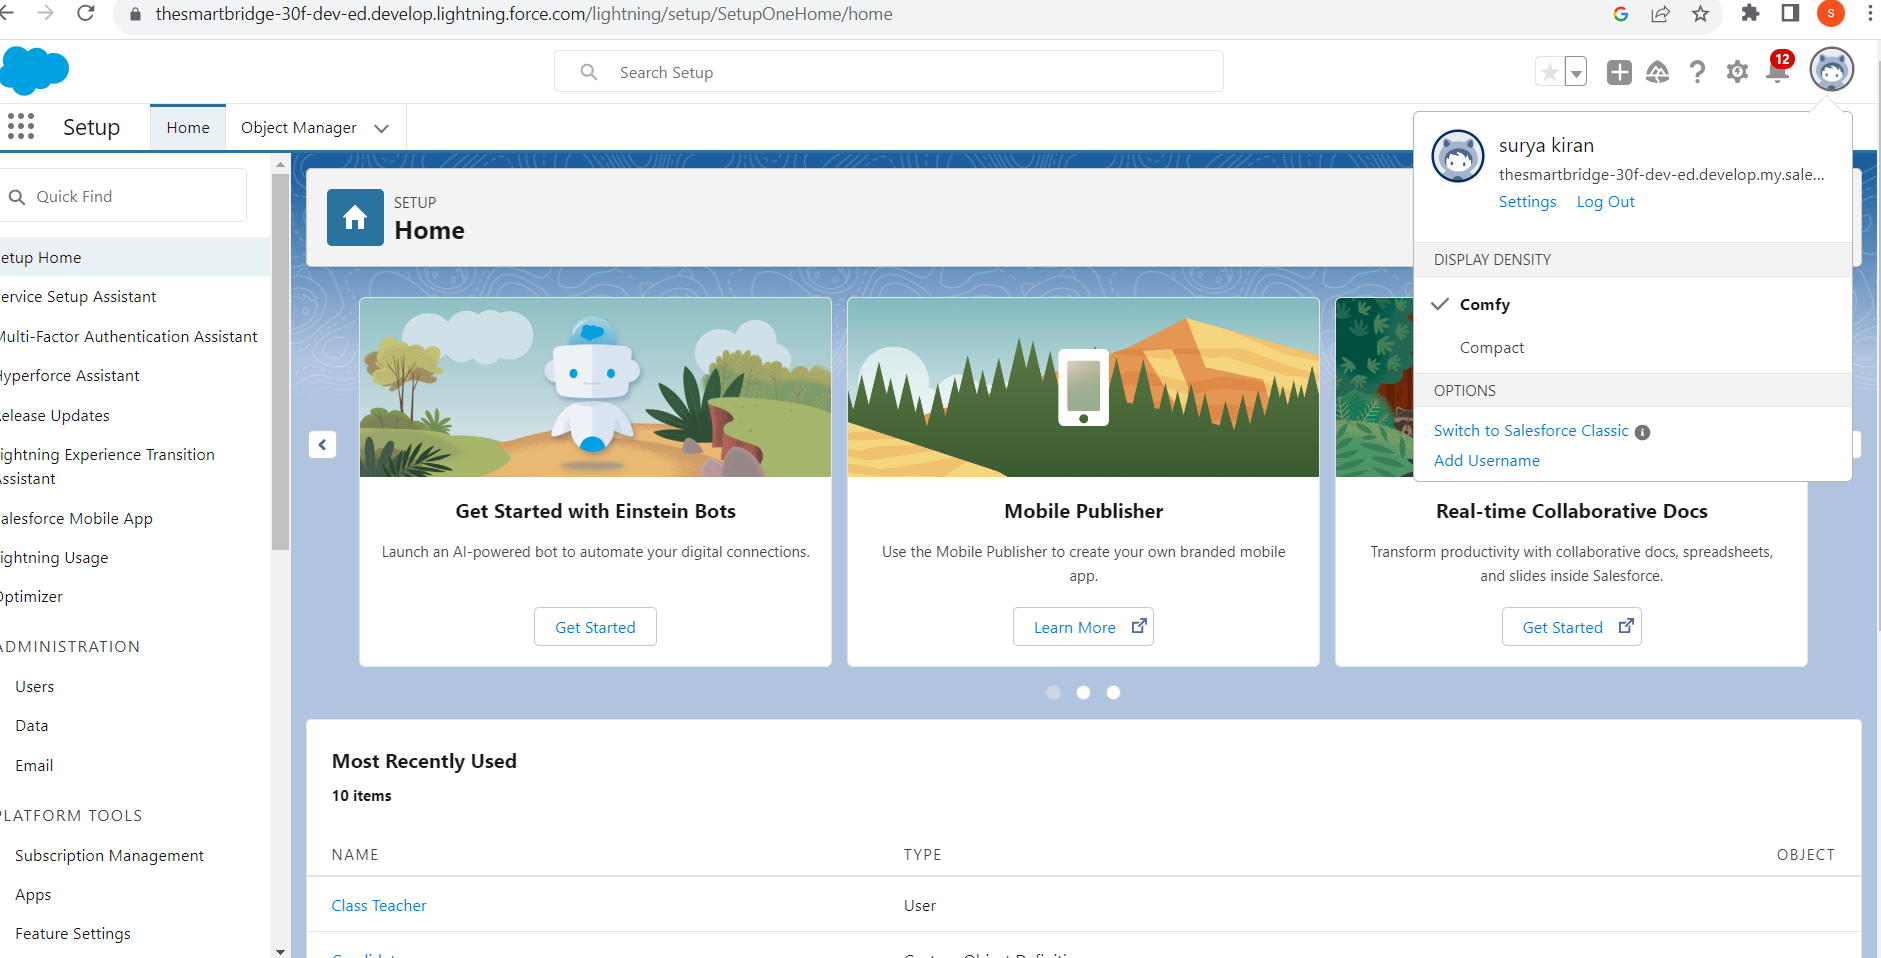 thesmartbridge-30f-dev-ed.develop.lightning.force.com/lightning/setup/SetupOneHome/home
S
Search Setup
12
Setup
Home
Object Manager
surya kiran
thesmartbridge-30f-dev-ed.develop.my.sale...
Settings Log Out
DISPLAY DENSITY
Comfy
Compact
OPTIONS
Switch to Salesforce Classic
Add Username
Quick Find
etup Home
ervice Setup Assistant
Multi-Factor Authentication Assistant
Hyperforce Assistant
elease Updates
ightning Experience Transition
ssistant
alesforce Mobile App
ightning Usage
Optimizer
ADMINISTRATION
Users
Data
Email
PLATFORM TOOLS
Subscription Management
Apps
Feature Settings
SETUP
Home
Get Started with Einstein Bots
Launch an AI-powered bot to automate your digital connections.
Get Started
Mobile Publisher
Use the Mobile Publisher to create your own branded mobile
app.
Learn More
Real-time Collaborative Docs
Transform productivity with collaborative docs, spreadsheets,
and slides inside Salesforce.
Get Started
Most Recently Used
10 items
NAME TYPE OBJECT
Class Teacher User